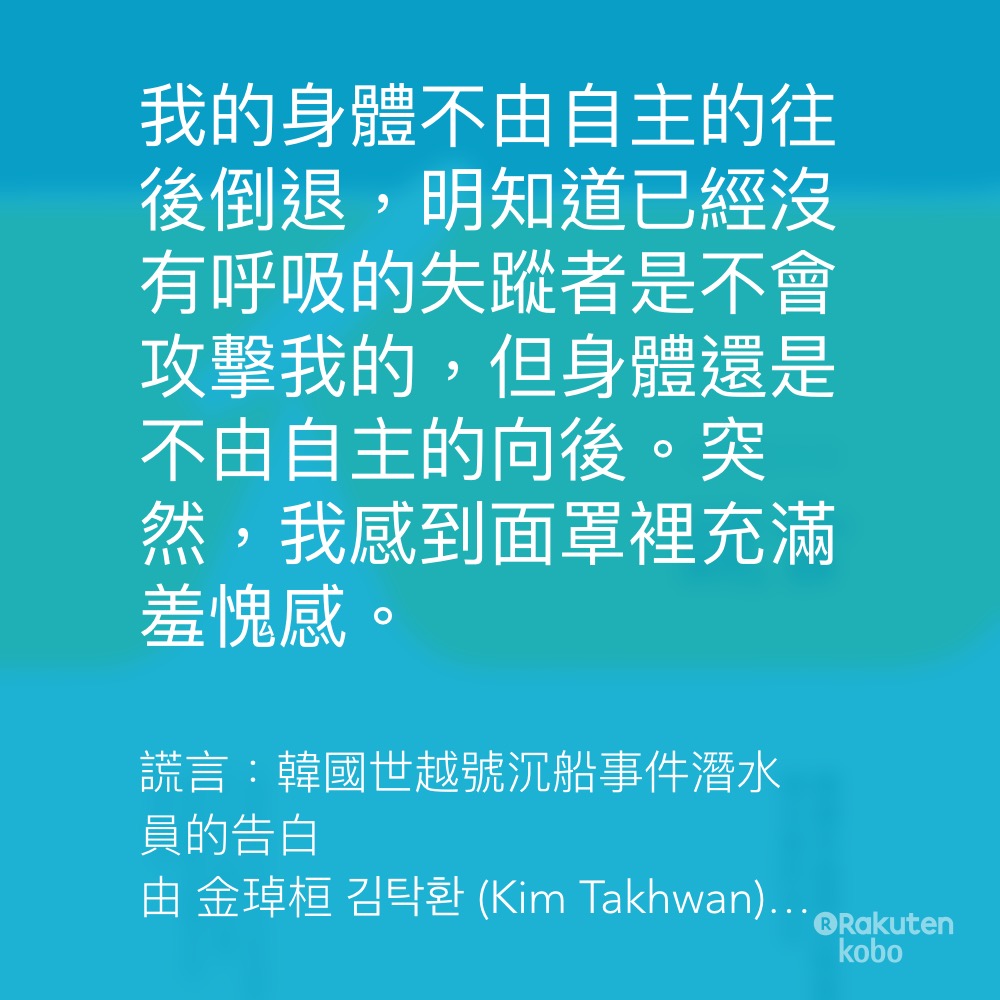 我的身體不由自主的往
後倒退，明知道已經沒
有呼吸的失蹤者是不會
攻擊我的，但身體還是
不由自主的向後。突
然，我感到面罩裡充滿
羞愧感。
謊言：韓國世越號沉船事件潛水
員的告白
由 金琸桓 김탁환 (Kim Takhwan)…
Rakuten
kobo